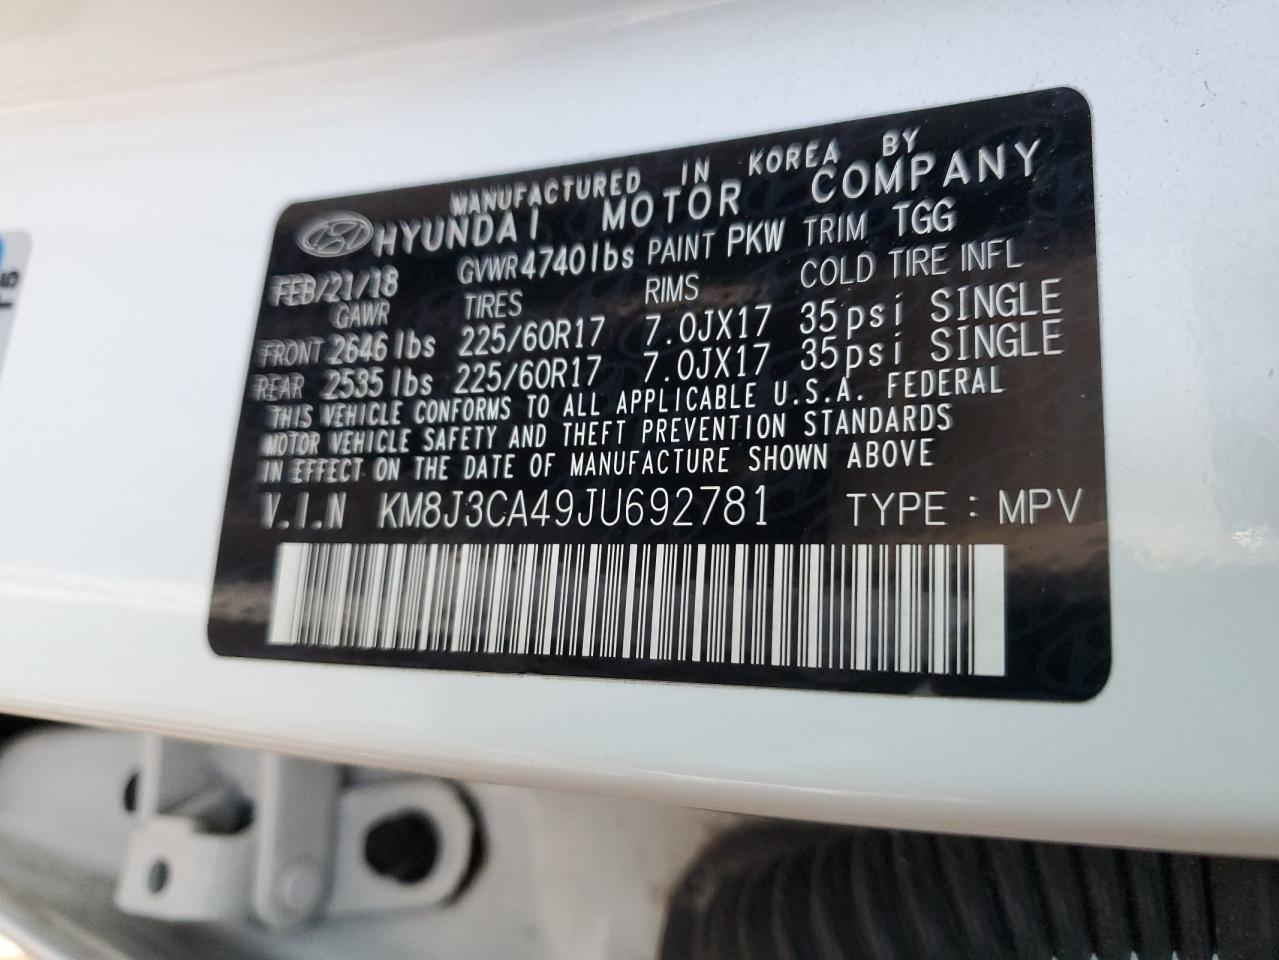 MANUFACTURED IN KOREA BY
HYUNDAI MOTOR COMPANY
FEB/21/18 GVWR 4740lbs PAINT PKW TRIM TGG
GAWR TIRES RIMS COLD TIRE INFL
FRONT 2646 lbs 225/60R17 7.0JX17 35psi SINGLE
REAR 2535 lbs 225/60R17 7.0JX17 35psi SINGLE
THIS VEHICLE CONFORMS TO ALL APPLICABLE U.S.A. FEDERAL
MOTOR VEHICLE SAFETY AND THEFT PREVENTION STANDARDS
IN EFFECT ON THE DATE OF MANUFACTURE SHOWN ABOVE
V.I.N KM8J3CA49JU692781 TYPE : MPV